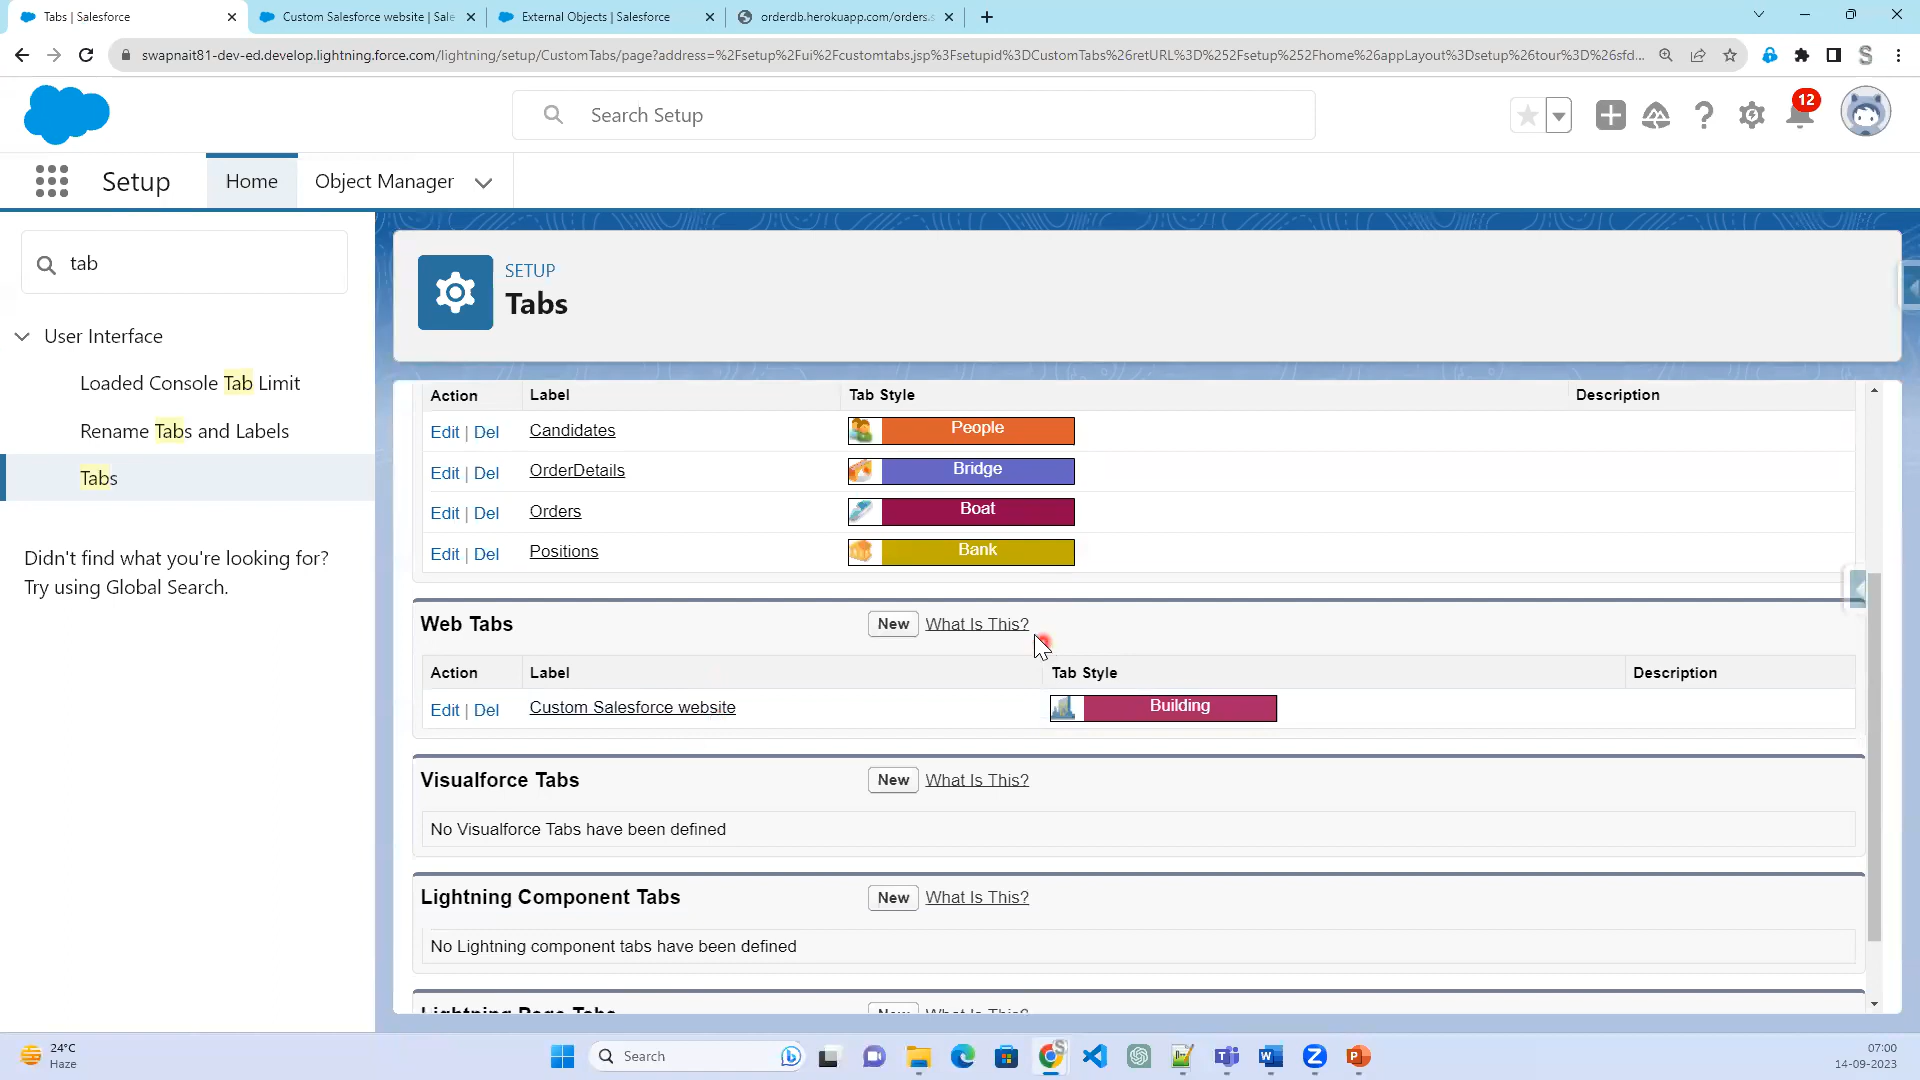 Tabs | Salesforce
Custom Salesforce website | Sale
External Objects | Salesforce
orderdb.herokuapp.com/orders.s
swapnait81-dev-ed.develop.lightning.force.com/lightning/setup/CustomTabs/page?address=%2Fsetup%2Fui%2Fcustomtabs.jsp%3Fsetupid%3DCustomTabs%26retURL%3D%252Fsetup%252Fhome%26appLayout%3Dsetup%26tour%3D%26sfd...
Search Setup
12
Setup
Home
Object Manager
tab
User Interface
Loaded Console Tab Limit
Rename Tabs and Labels
Tabs
Didn't find what you're looking for?
Try using Global Search.
SETUP
Tabs
Action Label Tab Style Description
Edit | Del Candidates People
Edit | Del OrderDetails Bridge
Edit | Del Orders Boat
Edit | Del Positions Bank
Web Tabs New What Is This?
Action Label Tab Style Description
Edit | Del Custom Salesforce website Building
Visualforce Tabs New What Is This?
No Visualforce Tabs have been defined
Lightning Component Tabs New What Is This?
No Lightning component tabs have been defined
Lightning Page Tabs New What Is This?
24°C
Haze
Search
07:00
14-09-2023